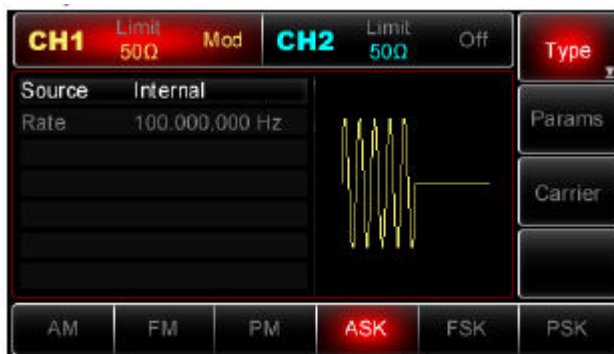 CH1 Limit 50Ω Mod CH2 Limit 50Ω Off Type
Source Internal
Rate 100.000,000 Hz
Params
Carrier
AM FM PM ASK FSK PSK